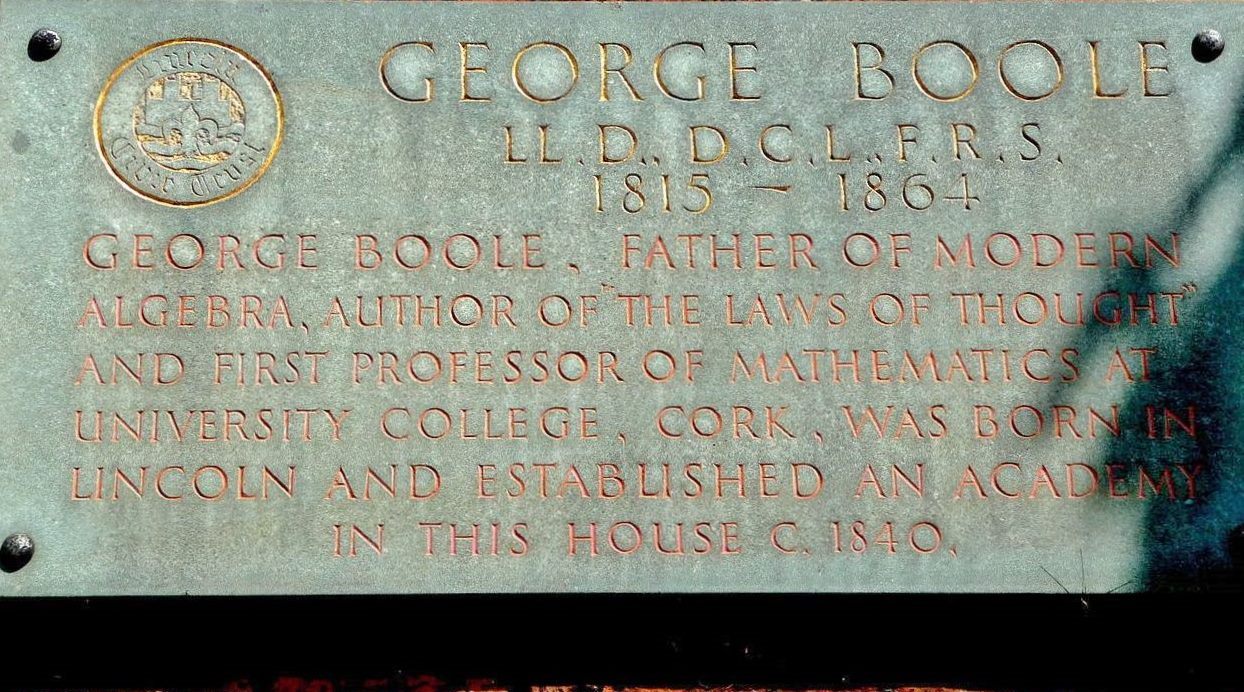 GEORGE BOOLE
LL.D., D.C.L., F.R.S.
1815 – 1864
GEORGE BOOLE, FATHER OF MODERN
ALGEBRA, AUTHOR OF "THE LAWS OF THOUGHT"
AND FIRST PROFESSOR OF MATHEMATICS AT
UNIVERSITY COLLEGE, CORK, WAS BORN IN
LINCOLN AND ESTABLISHED AN ACADEMY
IN THIS HOUSE C. 1840.